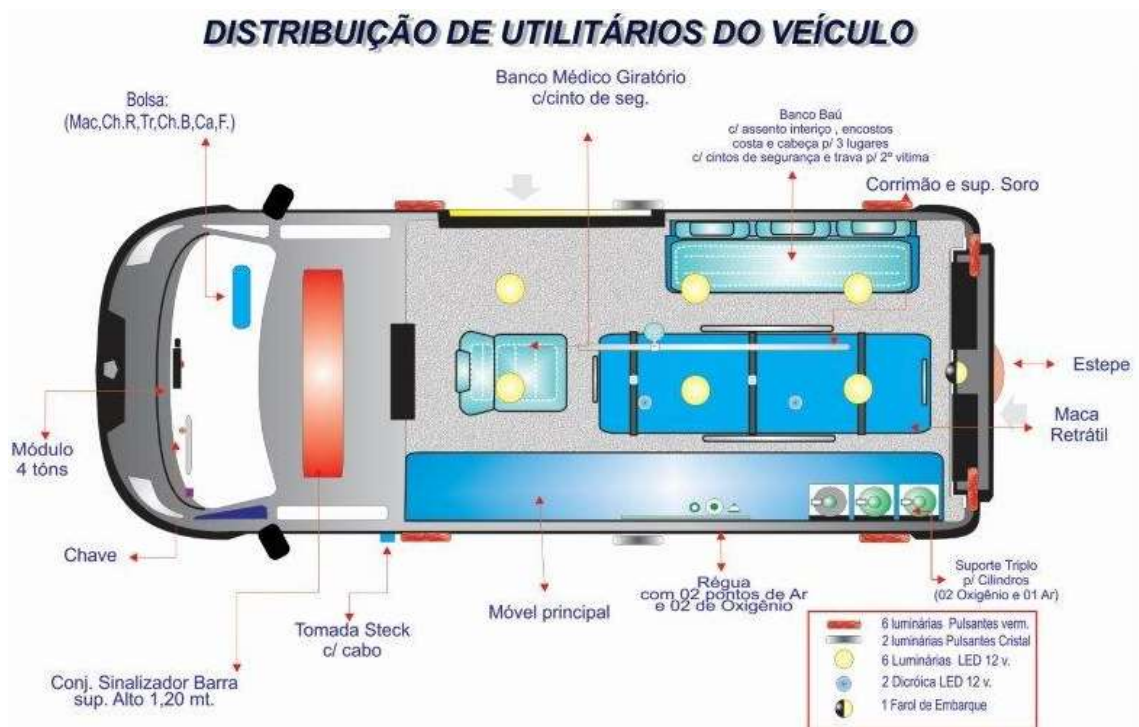 DISTRIBUIÇÃO DE UTILITÁRIOS DO VEÍCULO
Bolsa:
(Mac,Ch.R,Tr,Ch.B,Ca,F.)
Banco Médico Giratório
c/cinto de seg.
Banco Baú
c/ assento interiço , encostos
costa e cabeça p/ 3 lugares
c/ cintos de segurança e trava p/ 2º vitima
Corrimão e sup. Soro
Estepe
Maca
Retrátil
Módulo
4 tôns
Chave
Conj. Sinalizador Barra
sup. Alto 1,20 mt.
Tomada Steck
c/ cabo
Móvel principal
Régua
com 02 pontos de Ar
e 02 de Oxigênio
Suporte Triplo
p/ Cilindros
(02 Oxigênio e 01 Ar)
6 luminárias Pulsantes verm.
2 luminárias Pulsantes Cristal
6 Luminárias LED 12 v.
2 Dicróica LED 12 v.
1 Farol de Embarque